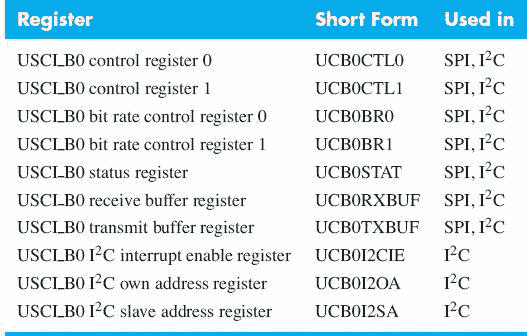 Register Short Form Used in
USCI_B0 control register 0 UCB0CTL0 SPI, I²C
USCI_B0 control register 1 UCB0CTL1 SPI, I²C
USCI_B0 bit rate control register 0 UCB0BR0 SPI, I²C
USCI_B0 bit rate control register 1 UCB0BR1 SPI, I²C
USCI_B0 status register UCB0STAT SPI, I²C
USCI_B0 receive buffer register UCB0RXBUF SPI, I²C
USCI_B0 transmit buffer register UCB0TXBUF SPI, I²C
USCI_B0 I²C interrupt enable register UCB0I2CIE I²C
USCI_B0 I²C own address register UCB0I2OA I²C
USCI_B0 I²C slave address register UCB0I2SA I²C